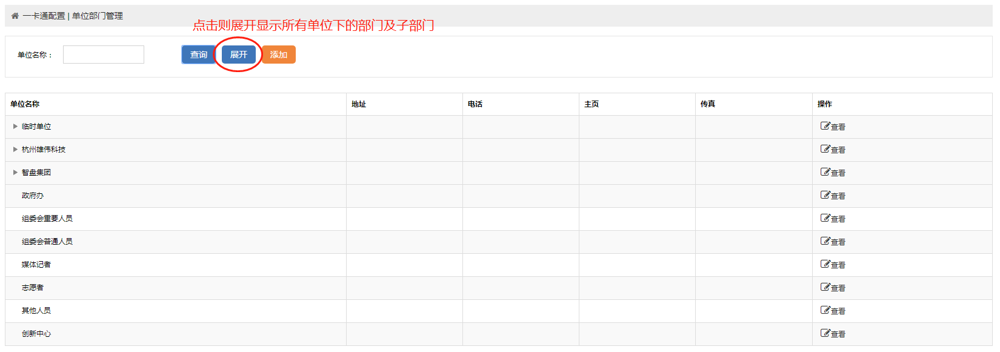 一卡通配置 | 单位部门管理
点击则展开显示所有单位下的部门及子部门
单位名称： 查询 展开 添加
单位名称 地址 电话 主页 传真 操作
临时单位 查看
杭州雄伟科技 查看
智盘集团 查看
政府办 查看
组委会重要人员 查看
组委会普通人员 查看
媒体记者 查看
志愿者 查看
其他人员 查看
创新中心 查看